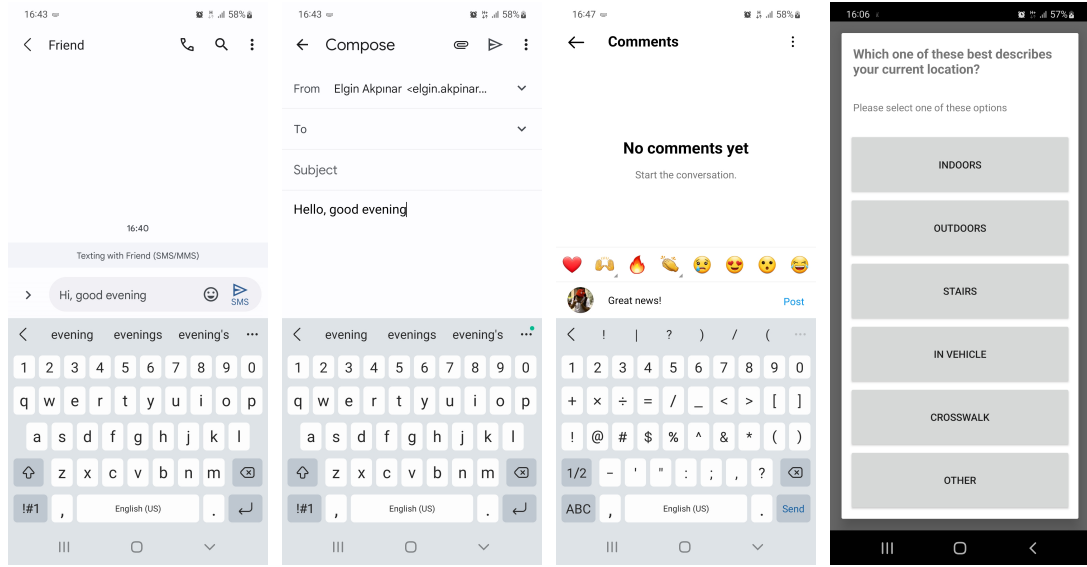 16:43
58%
Friend
16:40
Texting with Friend (SMS/MMS)
Hi, good evening
SMS
evening evenings evening's ...
1 2 3 4 5 6 7 8 9 0
q w e r t y u i o p
a s d f g h j k l
z x c v b n m
!#1 , English (US) .
16:43
58%
Compose
From Elgin Akpınar <elgin.akpinar...
To
Subject
Hello, good evening
evening evenings evening's ...
1 2 3 4 5 6 7 8 9 0
q w e r t y u i o p
a s d f g h j k l
z x c v b n m
!#1 , English (US) .
16:47
58%
Comments
No comments yet
Start the conversation.
Great news!
Post
! | ? ) / ( ...
1 2 3 4 5 6 7 8 9 0
+ × ÷ = / _ < > [ ]
! @ # $ % ^ & * ( )
1/2 - ' " : ; , ?
ABC , English (US) . Send
16:06
57%
Which one of these best describes
your current location?
Please select one of these options
INDOORS
OUTDOORS
STAIRS
IN VEHICLE
CROSSWALK
OTHER